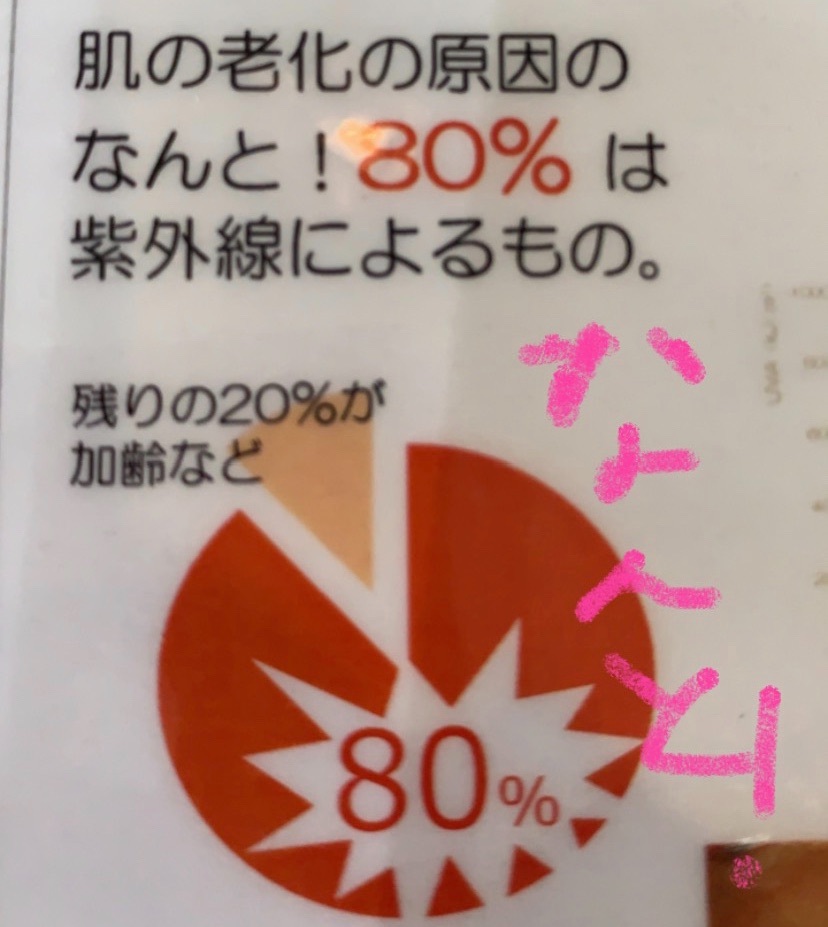 肌の老化の原因の
なんと！80% は
紫外線によるもの。
残りの20%が
加齢など
80%
なんと!